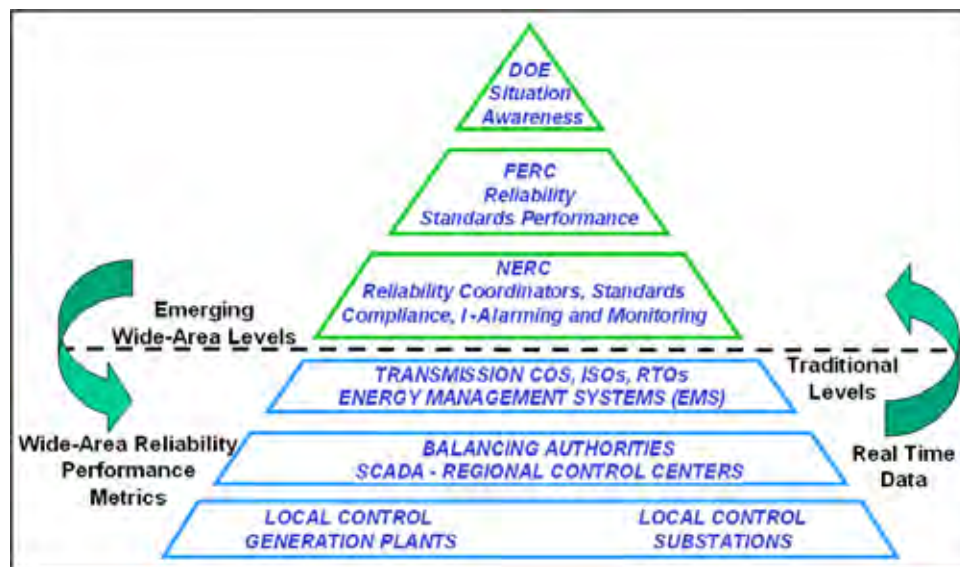 DOE
Situation
Awareness
FERC
Reliability
Standards Performance
NERC
Reliability Coordinators, Standards
Compliance, I-Alarming and Monitoring
Emerging
Wide-Area Levels
Traditional
Levels
TRANSMISSION COS, ISOs, RTOs
ENERGY MANAGEMENT SYSTEMS (EMS)
Wide-Area Reliability
Performance
Metrics
BALANCING AUTHORITIES
SCADA - REGIONAL CONTROL CENTERS
Real Time
Data
LOCAL CONTROL
GENERATION PLANTS
LOCAL CONTROL
SUBSTATIONS